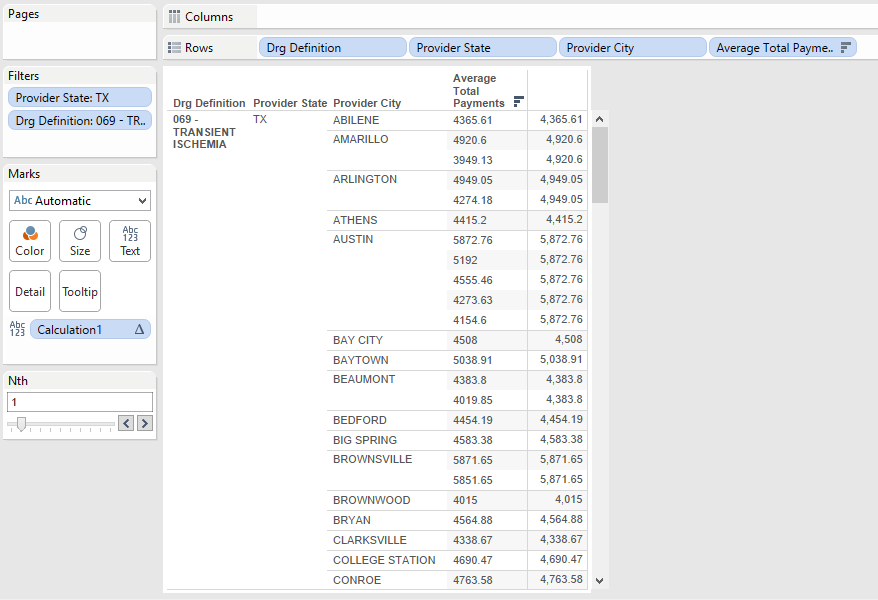 Pages
Columns
Rows
Drg Definition
Provider State
Provider City
Average Total Payme..
Filters
Provider State: TX
Drg Definition: 069 - TR..
Marks
Abc Automatic
Color
Size
Abc
123
Text
Detail
Tooltip
Abc
123
Calculation1 Δ
Nth
1
Average
Total
Drg Definition Provider State Provider City Payments
069 - TX ABILENE 4365.61 4,365.61
TRANSIENT AMARILLO 4920.6 4,920.6
ISCHEMIA
3949.13 4,920.6
ARLINGTON 4949.05 4,949.05
4274.18 4,949.05
ATHENS 4415.2 4,415.2
AUSTIN 5872.76 5,872.76
5192 5,872.76
4555.46 5,872.76
4273.63 5,872.76
4154.6 5,872.76
BAY CITY 4508 4,508
BAYTOWN 5038.91 5,038.91
BEAUMONT 4383.8 4,383.8
4019.85 4,383.8
BEDFORD 4454.19 4,454.19
BIG SPRING 4583.38 4,583.38
BROWNSVILLE 5871.65 5,871.65
5851.65 5,871.65
BROWNWOOD 4015 4,015
BRYAN 4564.88 4,564.88
CLARKSVILLE 4338.67 4,338.67
COLLEGE STATION 4690.47 4,690.47
CONROE 4763.58 4,763.58